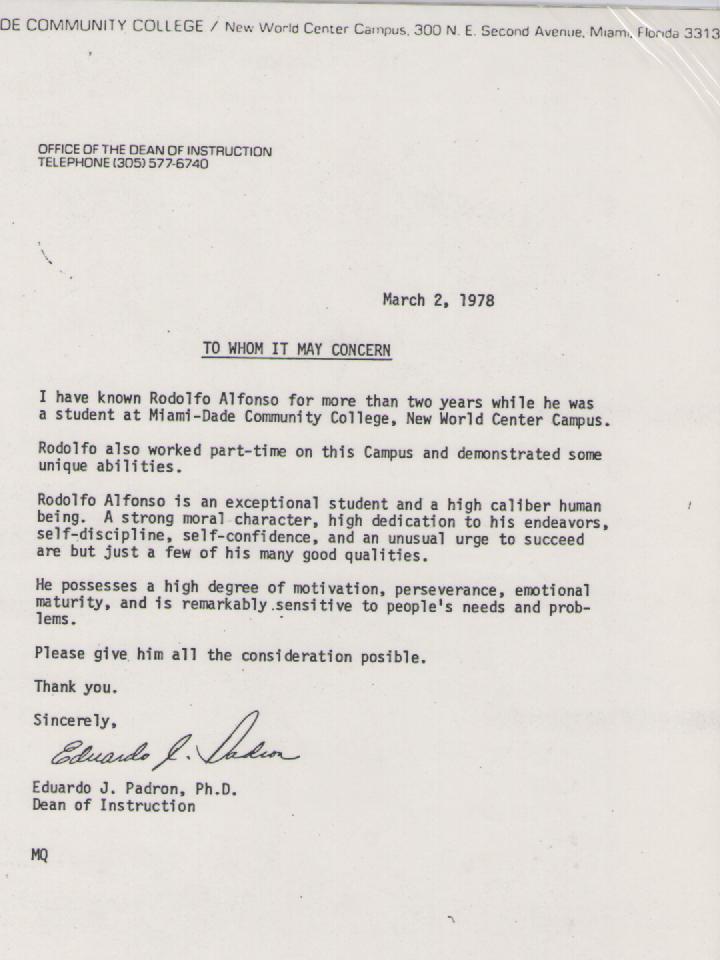 DE COMMUNITY COLLEGE / New World Center Campus, 300 N. E. Second Avenue, Miami, Florida 3313
OFFICE OF THE DEAN OF INSTRUCTION
TELEPHONE (305) 577-6740
March 2, 1978
TO WHOM IT MAY CONCERN
I have known Rodolfo Alfonso for more than two years while he was
a student at Miami-Dade Community College, New World Center Campus.
Rodolfo also worked part-time on this Campus and demonstrated some
unique abilities.
Rodolfo Alfonso is an exceptional student and a high caliber human
being. A strong moral character, high dedication to his endeavors,
self-discipline, self-confidence, and an unusual urge to succeed
are but just a few of his many good qualities.
He possesses a high degree of motivation, perseverance, emotional
maturity, and is remarkably sensitive to people's needs and prob-
lems.
Please give him all the consideration posible.
Thank you.
Sincerely,
Eduardo J. Padron
Eduardo J. Padron, Ph.D.
Dean of Instruction
MQ